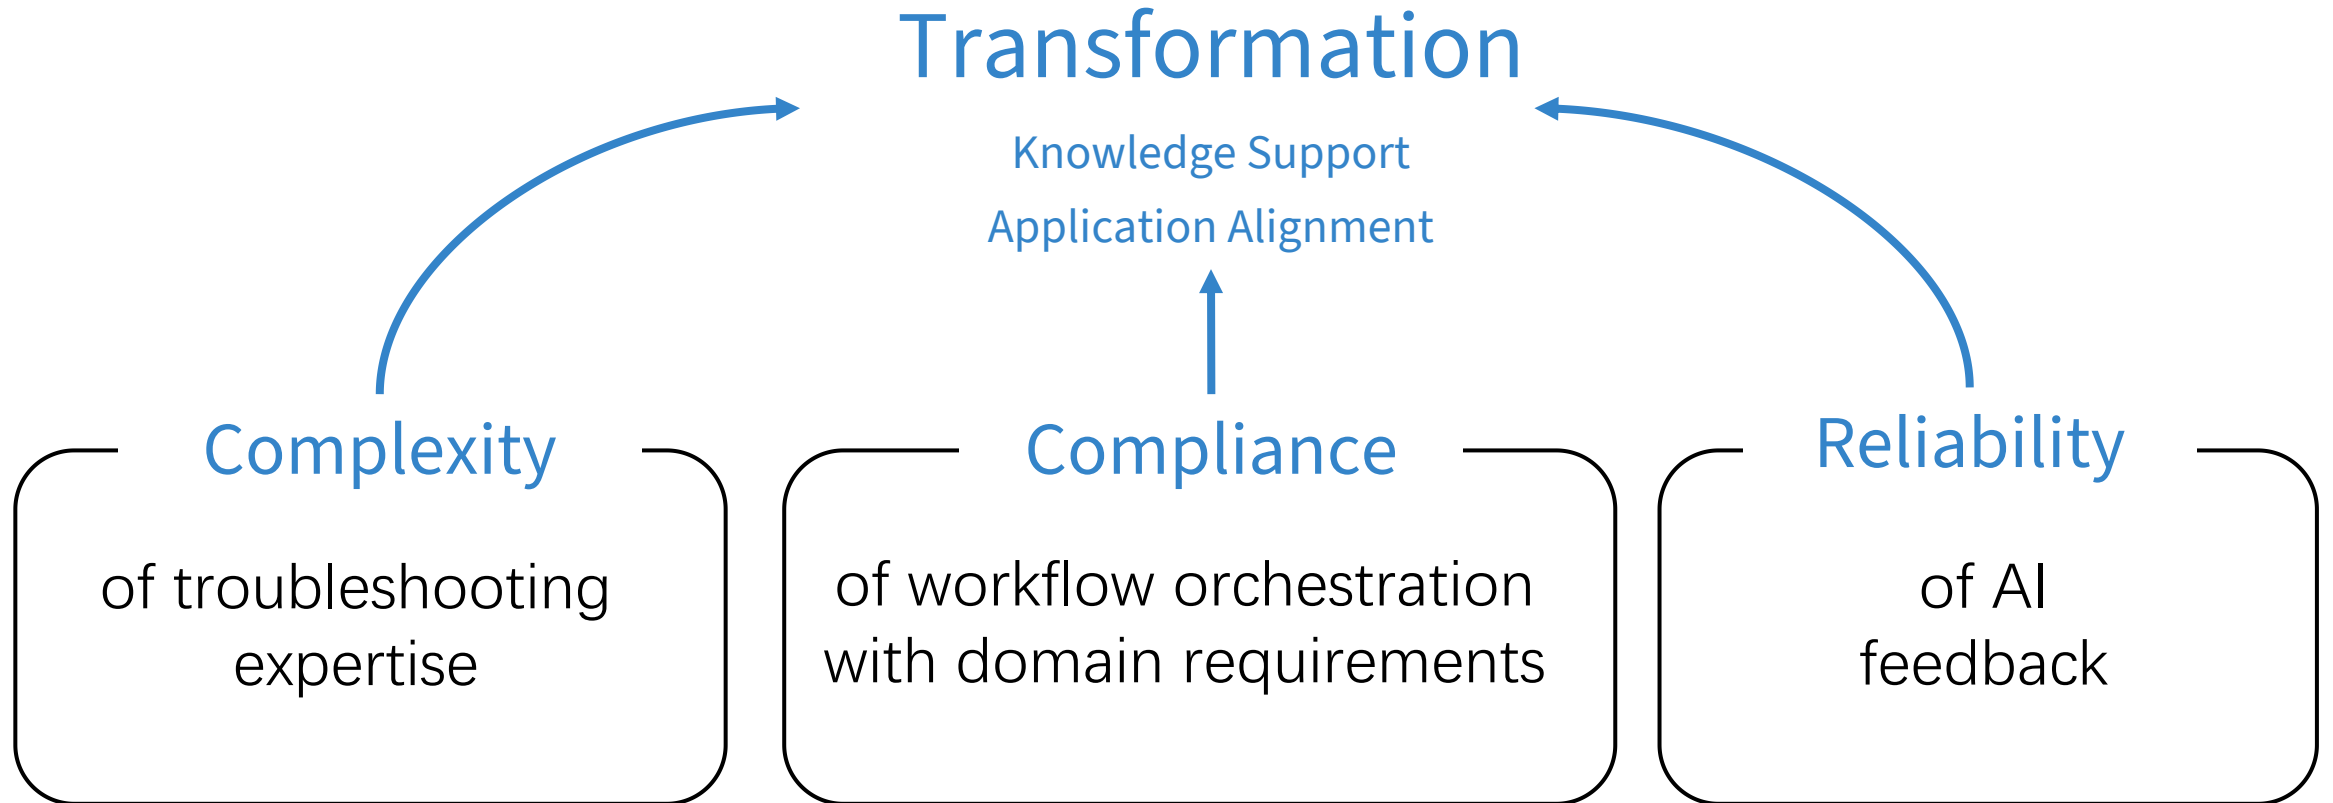 Transformation
Knowledge Support
Application Alignment
Complexity
of troubleshooting
expertise
Compliance
of workflow orchestration
with domain requirements
Reliability
of AI
feedback